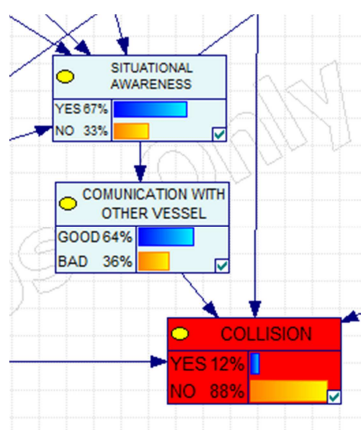 SITUATIONAL
AWARENESS
YES 67%
NO 33%
COMUNICATION WITH
OTHER VESSEL
GOOD 64%
BAD 36%
COLLISION
YES 12%
NO 88%
only